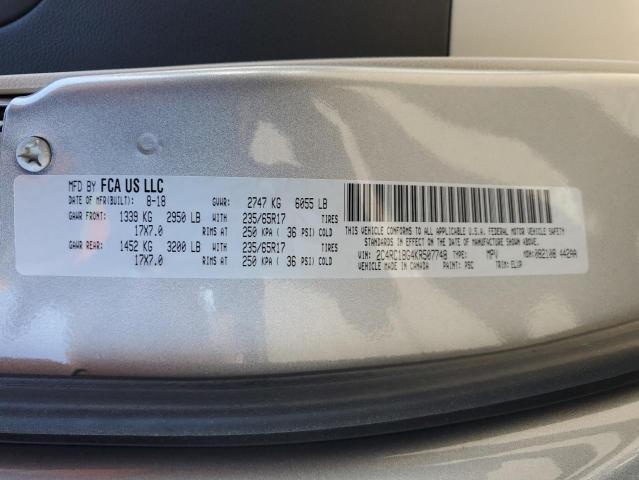 MFD BY FCA US LLC
DATE OF MFR(BUILT): 8-18 GVWR: 2747 KG 6055 LB
GAWR FRONT: 1339 KG 2950 LB WITH 235/65R17
17X7.0 RIMS AT 250 KPA ( 36 PSI) COLD
GAWR REAR: 1452 KG 3200 LB WITH 235/65R17
17X7.0 RIMS AT 250 KPA ( 36 PSI) COLD
THIS VEHICLE CONFORMS TO ALL APPLICABLE U.S.A. FEDERAL MOTOR VEHICLE SAFETY
STANDARDS IN EFFECT ON THE DATE OF MANUFACTURE SHOWN ABOVE.
VIN: 2C4RC1BG4KR507748 TYPE: MPV MDH: 082108 442AA
VEHICLE MADE IN CANADA PAINT: PSC TRIM: ELUP